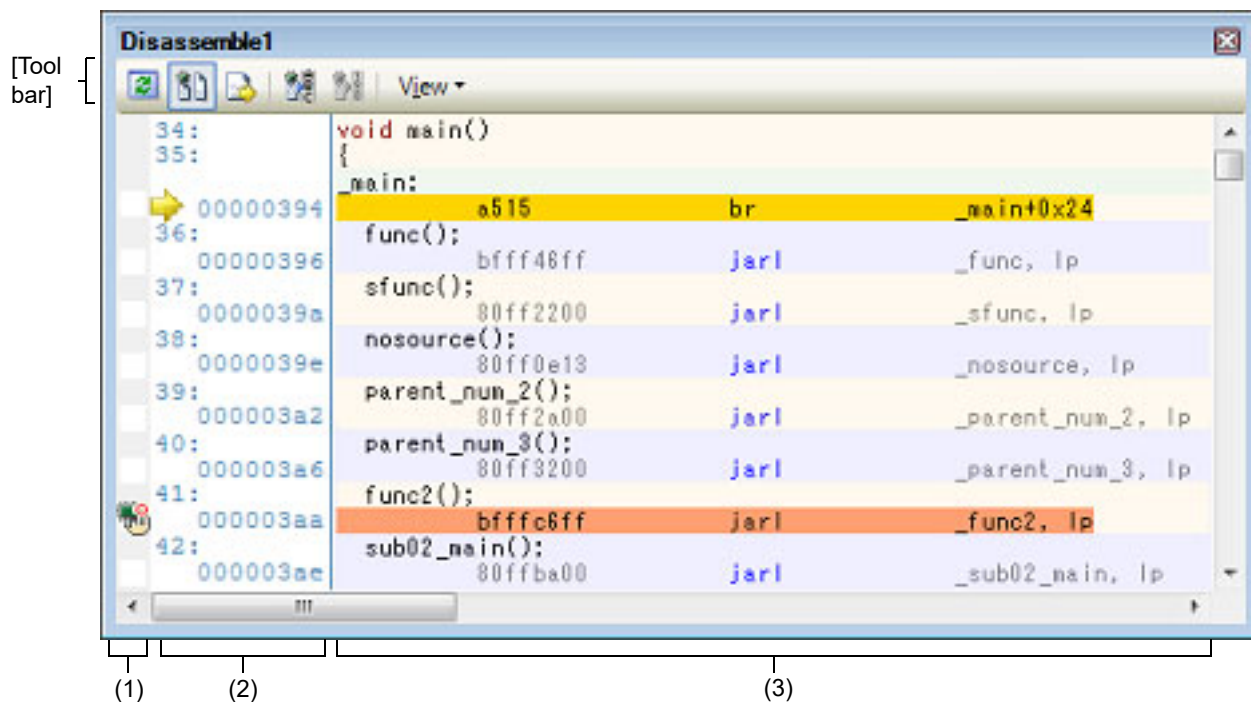 Disassemble1
[Tool
bar]
View
34: void main()
35: {
_main:
00000394 a515 br _main+0x24
36: func();
00000396 bfff46ff jarl _func, lp
37: sfunc();
0000039a 80ff2200 jarl _sfunc, lp
38: nosource();
0000039e 80ff0e13 jarl _nosource, lp
39: parent_num_2();
000003a2 80ff2a00 jarl _parent_num_2, lp
40: parent_num_3();
000003a6 80ff3200 jarl _parent_num_3, lp
41: func2();
000003aa bfffc6ff jarl _func2, lp
42: sub02_main();
000003ae 80ffba00 jarl _sub02_main, lp
(1) (2) (3)